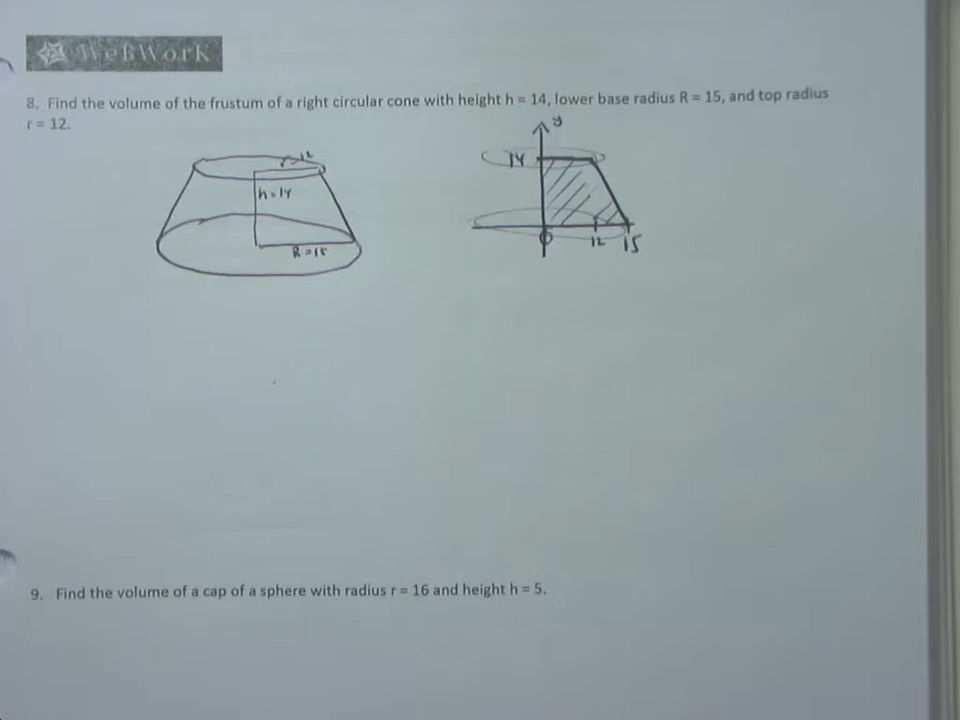 WeBWorK
8. Find the volume of the frustum of a right circular cone with height h = 14, lower base radius R = 15, and top radius
r = 12.
r=12
h=14
R=15
y
14
0
12
15
9. Find the volume of a cap of a sphere with radius r = 16 and height h = 5.